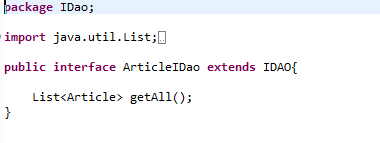 package IDao;
import java.util.List;
public interface ArticleIDao extends IDAO{
List<Article> getAll();
}